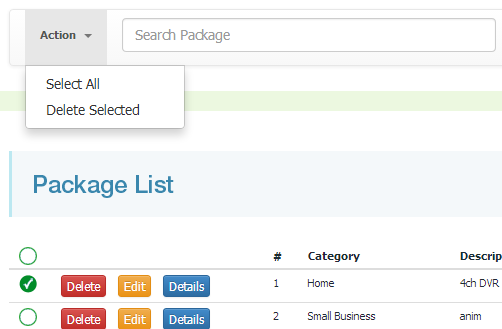 Action Search Package
Select All
Delete Selected
Package List
# Category Descrip
Delete Edit Details 1 Home 4ch DVR
Delete Edit Details 2 Small Business anim